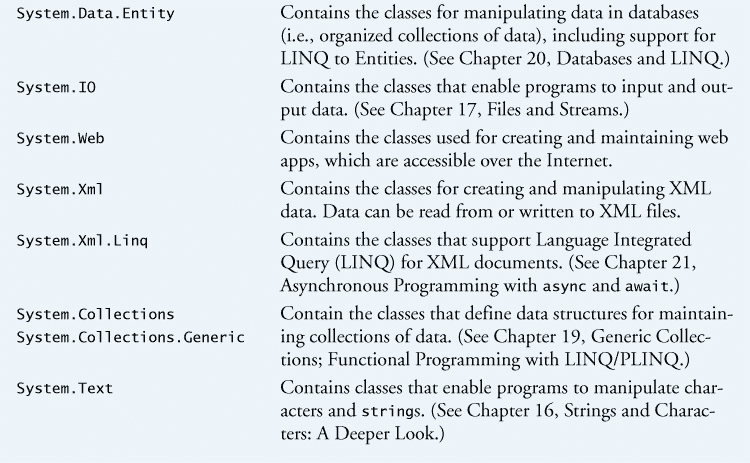 System.Data.Entity Contains the classes for manipulating data in databases
(i.e., organized collections of data), including support for
LINQ to Entities. (See Chapter 20, Databases and LINQ.)
System.IO Contains the classes that enable programs to input and out-
put data. (See Chapter 17, Files and Streams.)
System.Web Contains the classes used for creating and maintaining web
apps, which are accessible over the Internet.
System.Xml Contains the classes for creating and manipulating XML
data. Data can be read from or written to XML files.
System.Xml.Linq Contains the classes that support Language Integrated
Query (LINQ) for XML documents. (See Chapter 21,
Asynchronous Programming with async and await.)
System.Collections Contain the classes that define data structures for maintain-
System.Collections.Generic ing collections of data. (See Chapter 19, Generic Collec-
tions; Functional Programming with LINQ/PLINQ.)
System.Text Contains classes that enable programs to manipulate char-
acters and strings. (See Chapter 16, Strings and Charac-
ters: A Deeper Look.)